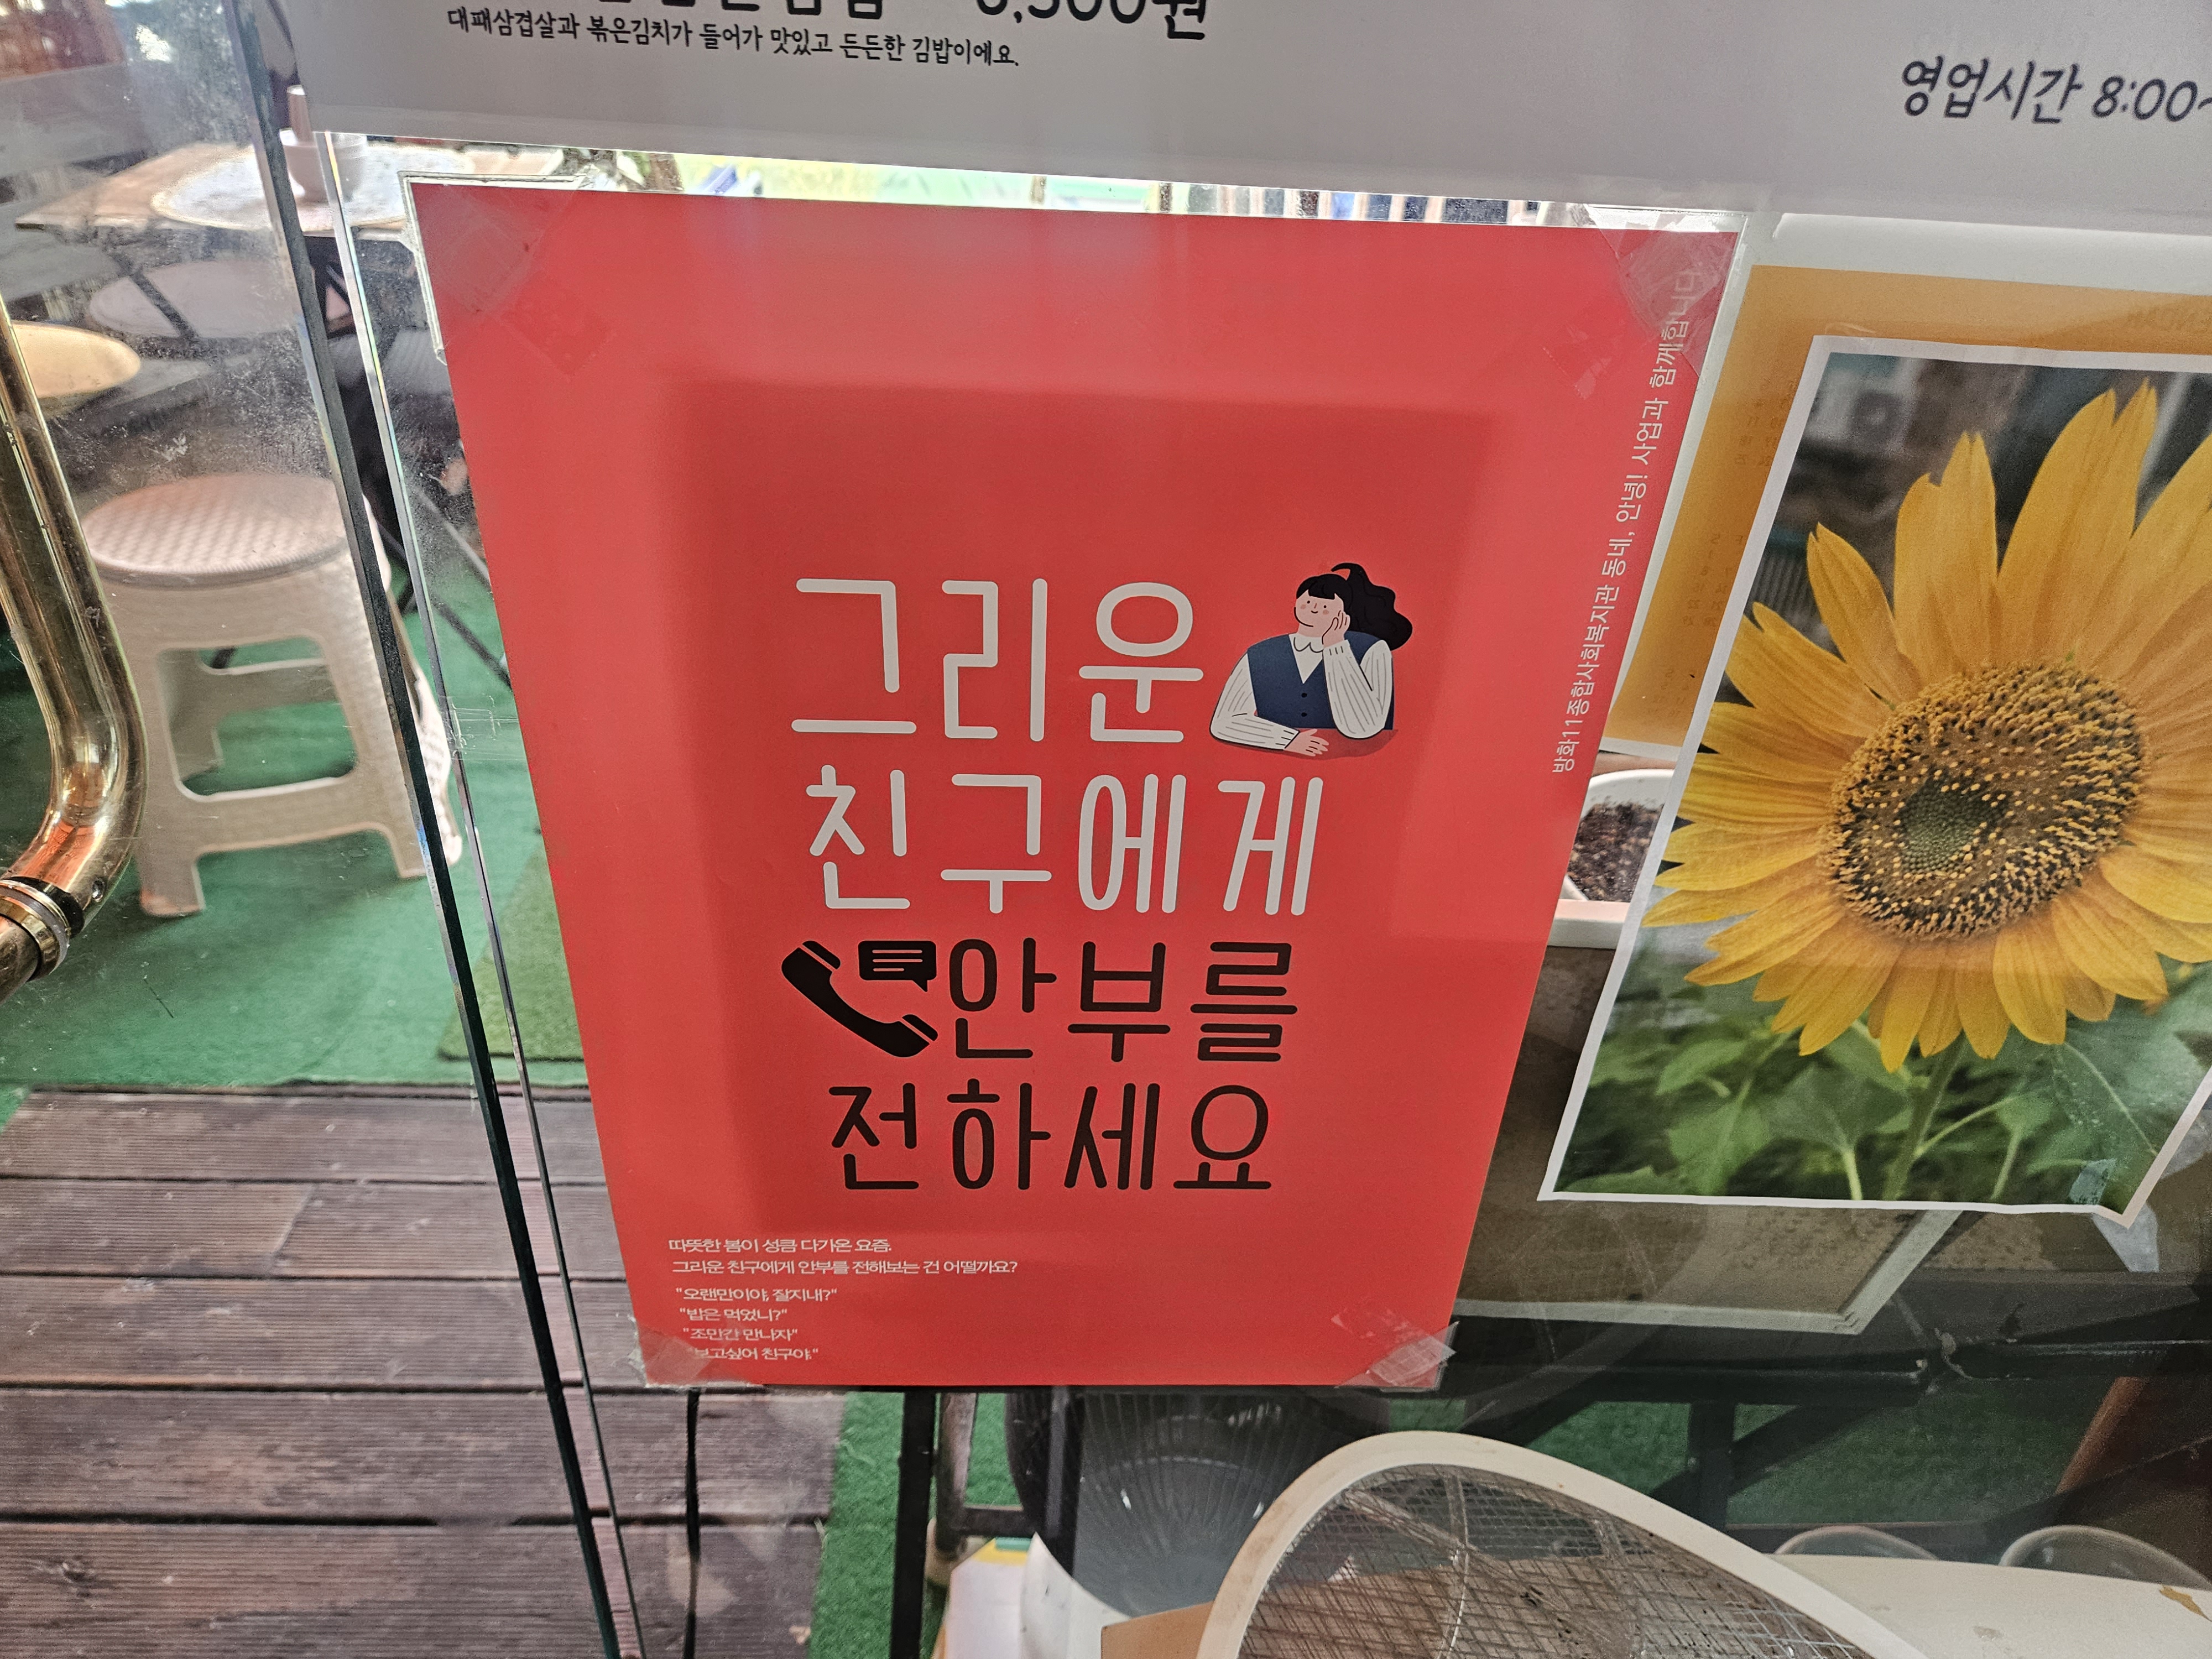 6,500원
대패삼겹살과 볶은김치가 들어가 맛있고 든든한 김밥이에요.
영업시간 8:00~
방화11종합사회복지관 동네, 안녕! 사업과 함께합니다
그리운
친구에게
안부를
전하세요
따뜻한 봄이 성큼 다가온 요즘.
그리운 친구에게 안부를 전해보는 건 어떨까요?
"오랜만이야, 잘지내?"
"밥은 먹었니?"
"조만간 만나자"
"보고싶어 친구야."